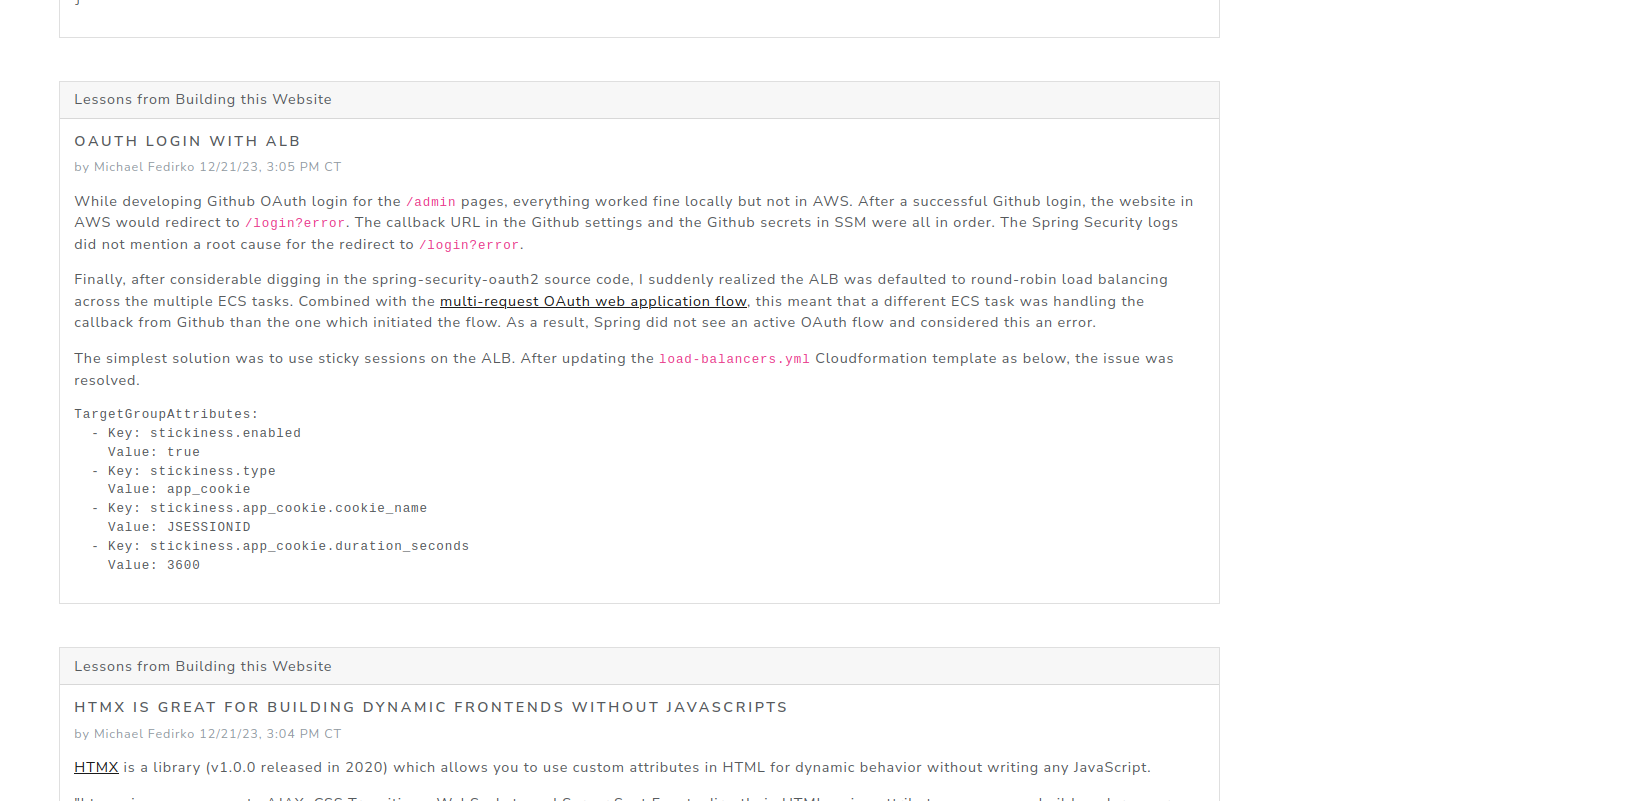 Lessons from Building this Website
OAUTH LOGIN WITH ALB
by Michael Fedirko 12/21/23, 3:05 PM CT
While developing Github OAuth login for the /admin pages, everything worked fine locally but not in AWS. After a successful Github login, the website in
AWS would redirect to /login?error. The callback URL in the Github settings and the Github secrets in SSM were all in order. The Spring Security logs
did not mention a root cause for the redirect to /login?error.
Finally, after considerable digging in the spring-security-oauth2 source code, I suddenly realized the ALB was defaulted to round-robin load balancing
across the multiple ECS tasks. Combined with the multi-request OAuth web application flow, this meant that a different ECS task was handling the
callback from Github than the one which initiated the flow. As a result, Spring did not see an active OAuth flow and considered this an error.
The simplest solution was to use sticky sessions on the ALB. After updating the load-balancers.yml Cloudformation template as below, the issue was
resolved.
TargetGroupAttributes:
  - Key: stickiness.enabled
    Value: true
  - Key: stickiness.type
    Value: app_cookie
  - Key: stickiness.app_cookie.cookie_name
    Value: JSESSIONID
  - Key: stickiness.app_cookie.duration_seconds
    Value: 3600
Lessons from Building this Website
HTMX IS GREAT FOR BUILDING DYNAMIC FRONTENDS WITHOUT JAVASCRIPTS
by Michael Fedirko 12/21/23, 3:04 PM CT
HTMX is a library (v1.0.0 released in 2020) which allows you to use custom attributes in HTML for dynamic behavior without writing any JavaScript.